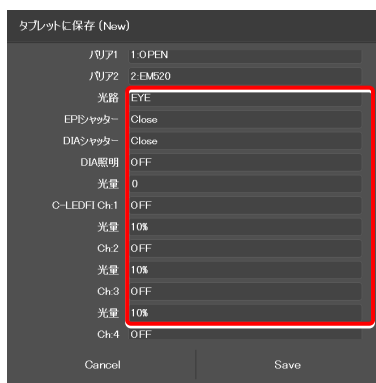 タブレットに保存 (New)
バリア1 1:OPEN
バリア2 2:EM520
光路 EYE
EPIシャッター Close
DIAシャッター Close
DIA照明 OFF
光量 0
C-LEDFI Ch:1 OFF
光量 10%
Ch:2 OFF
光量 10%
Ch:3 OFF
光量 10%
Ch:4 OFF
Cancel Save